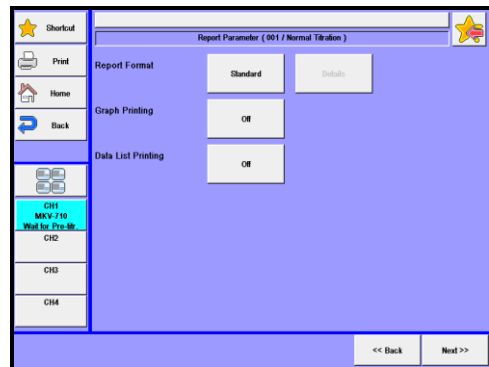 Shortcut
Print
Home
Back
CH1
MKV-710
Wait for Pre-titr.
CH2
CH3
CH4
Report Parameter ( 001 / Normal Titration )
Report Format
Standard
Details
Graph Printing
Off
Data List Printing
Off
<< Back
Next >>